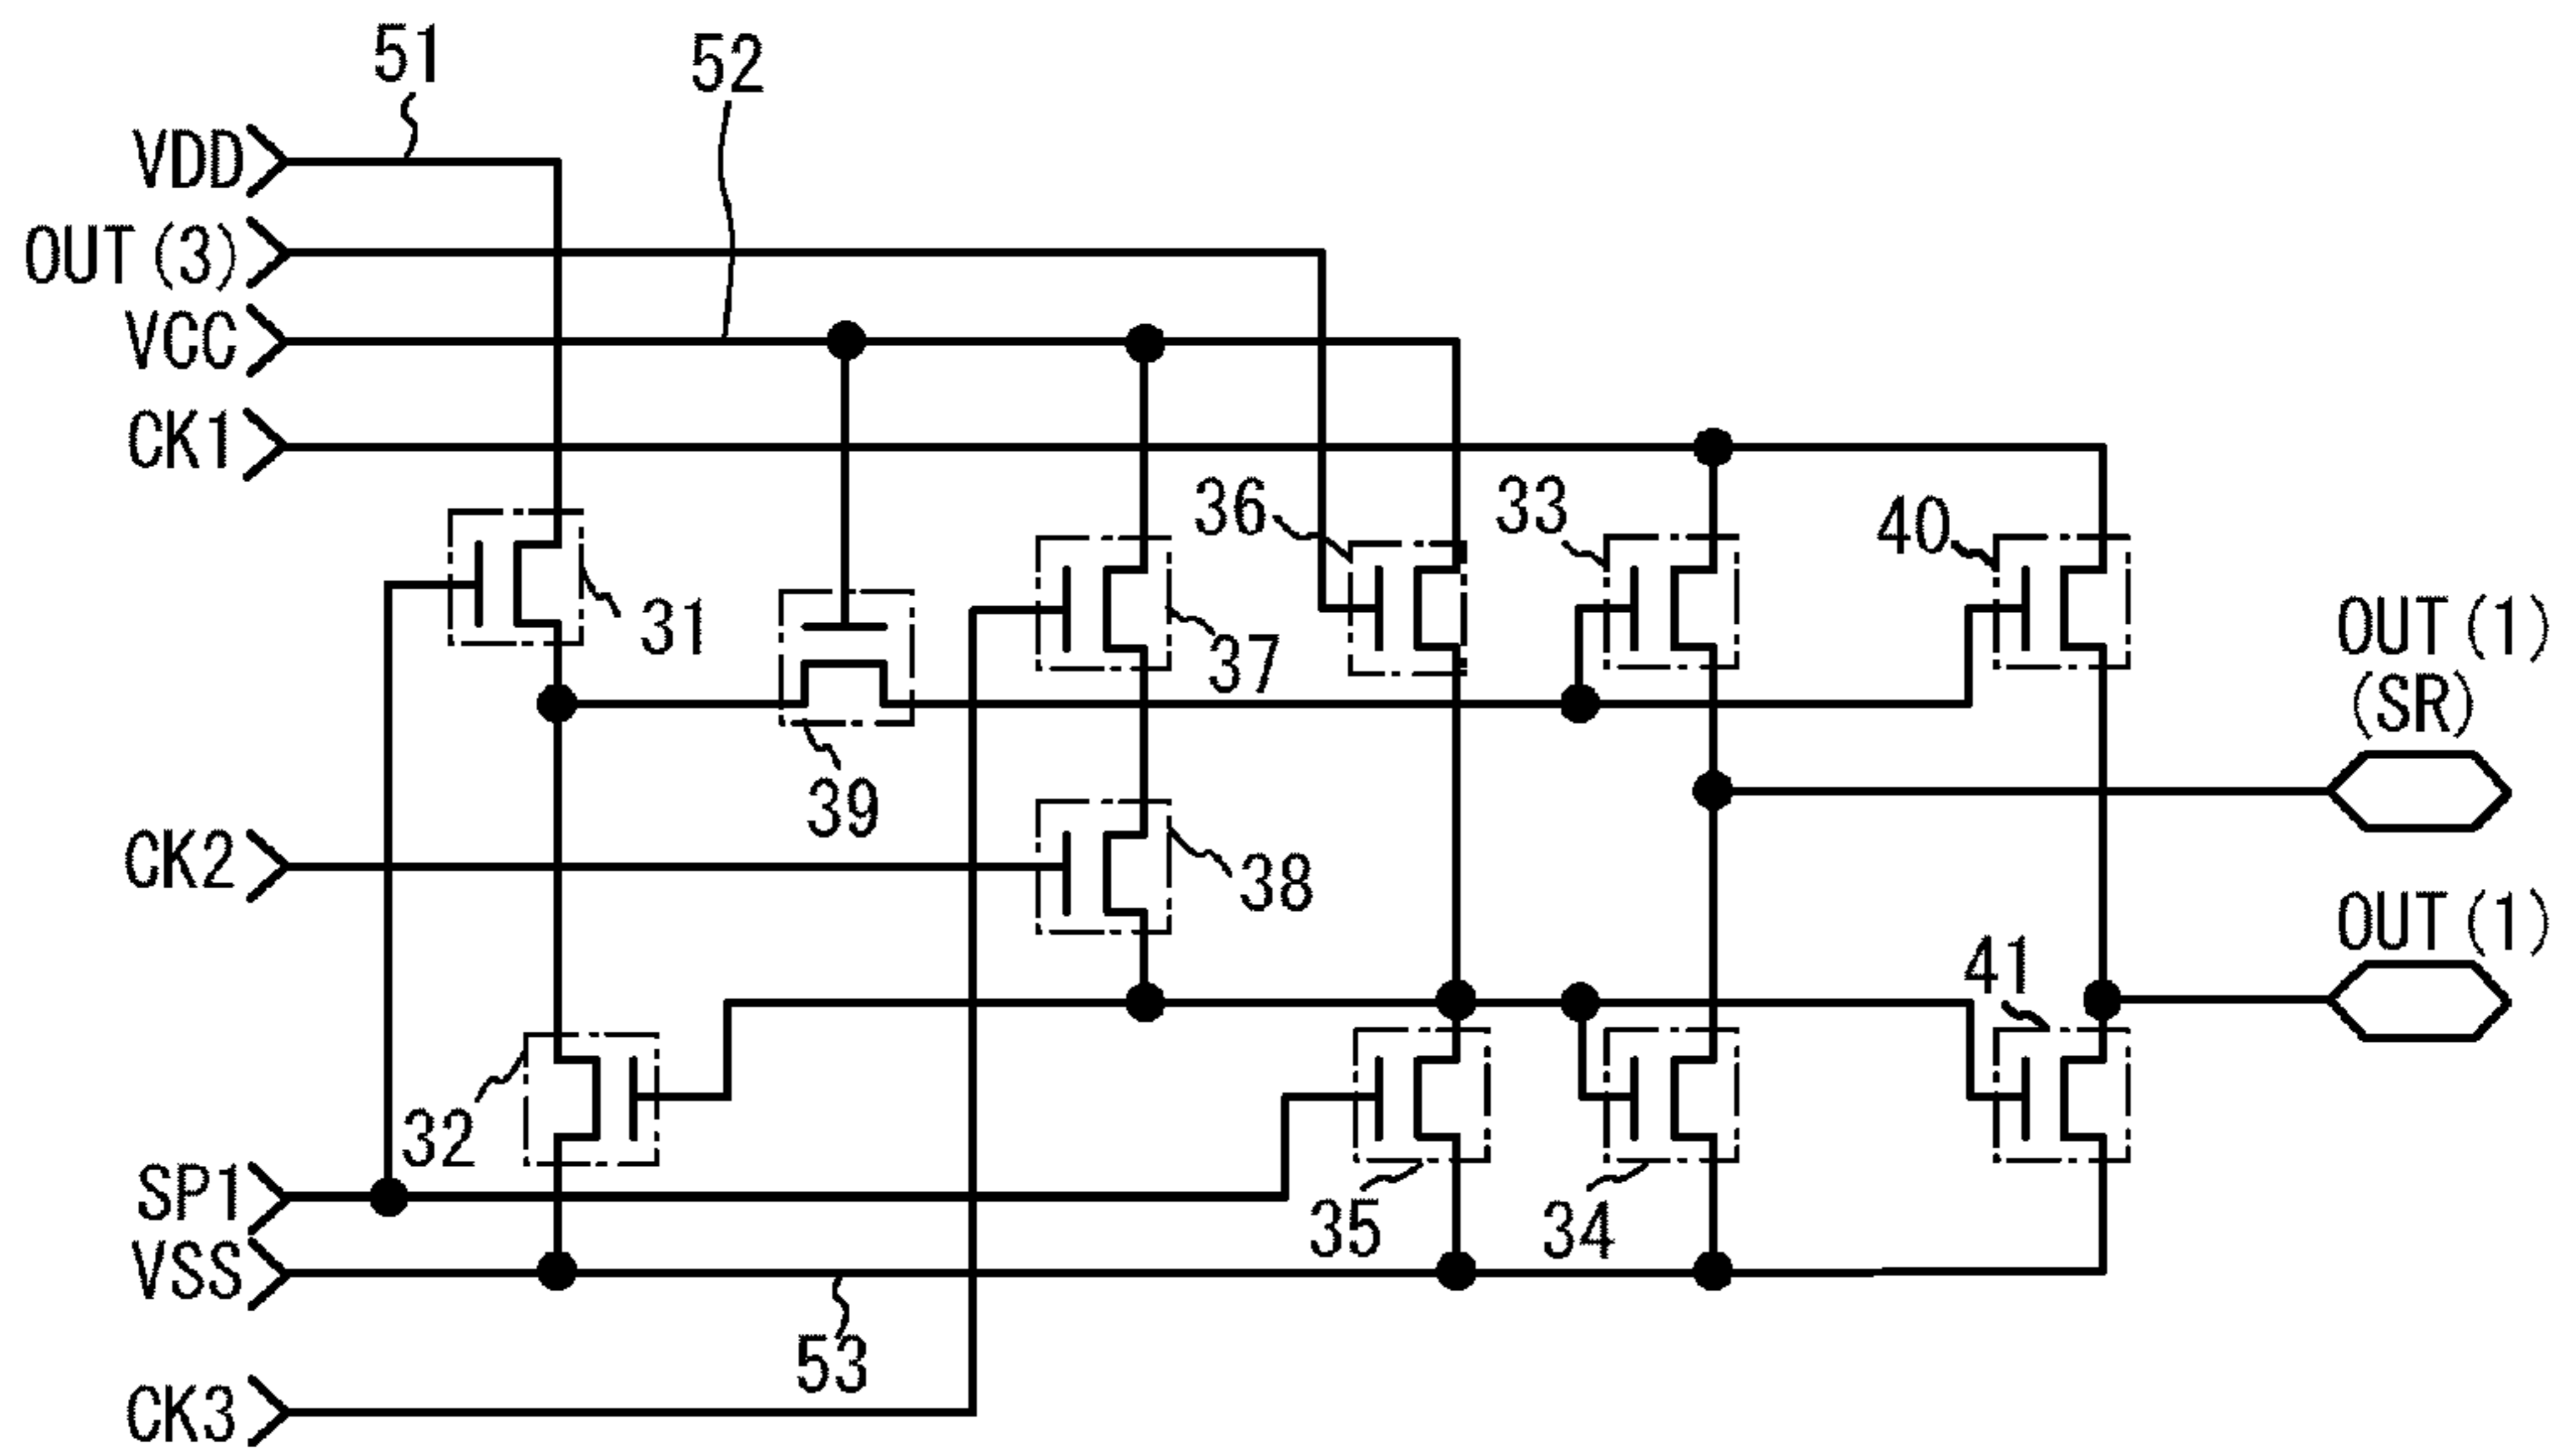 51
52
VDD
OUT (3)
VCC
CK1
36
33
40
31
37
OUT (1)
(SR)
39
CK2
38
OUT (1)
41
32
SP1
35
34
VSS
53
CK3